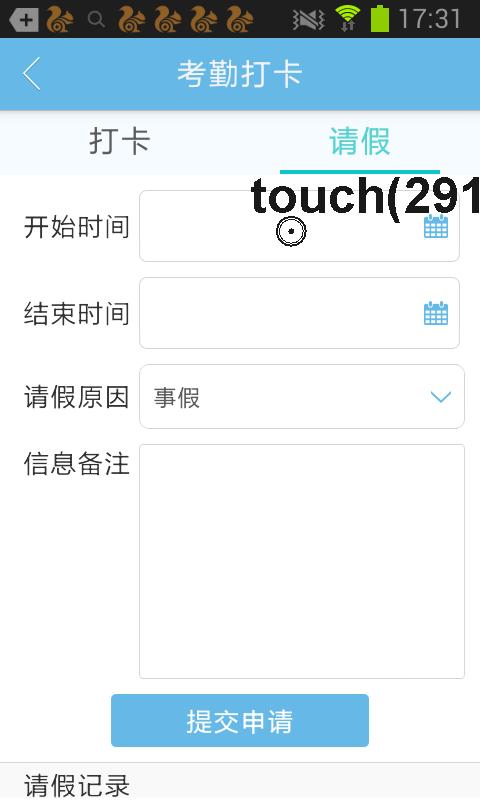 17:31
考勤打卡
打卡 请假
touch(291
开始时间
结束时间
请假原因 事假
信息备注
提交申请
请假记录